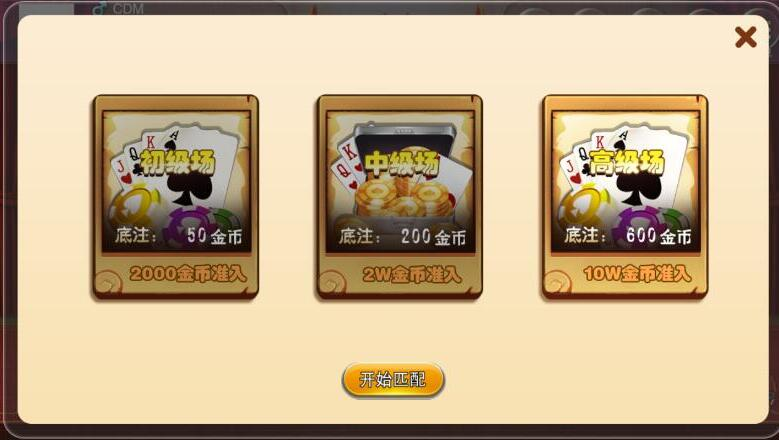 CDM
初级场
底注： 50金币
2000金币准入
中级场
底注： 200金币
2W金币准入
高级场
底注： 600金币
10W金币准入
开始匹配